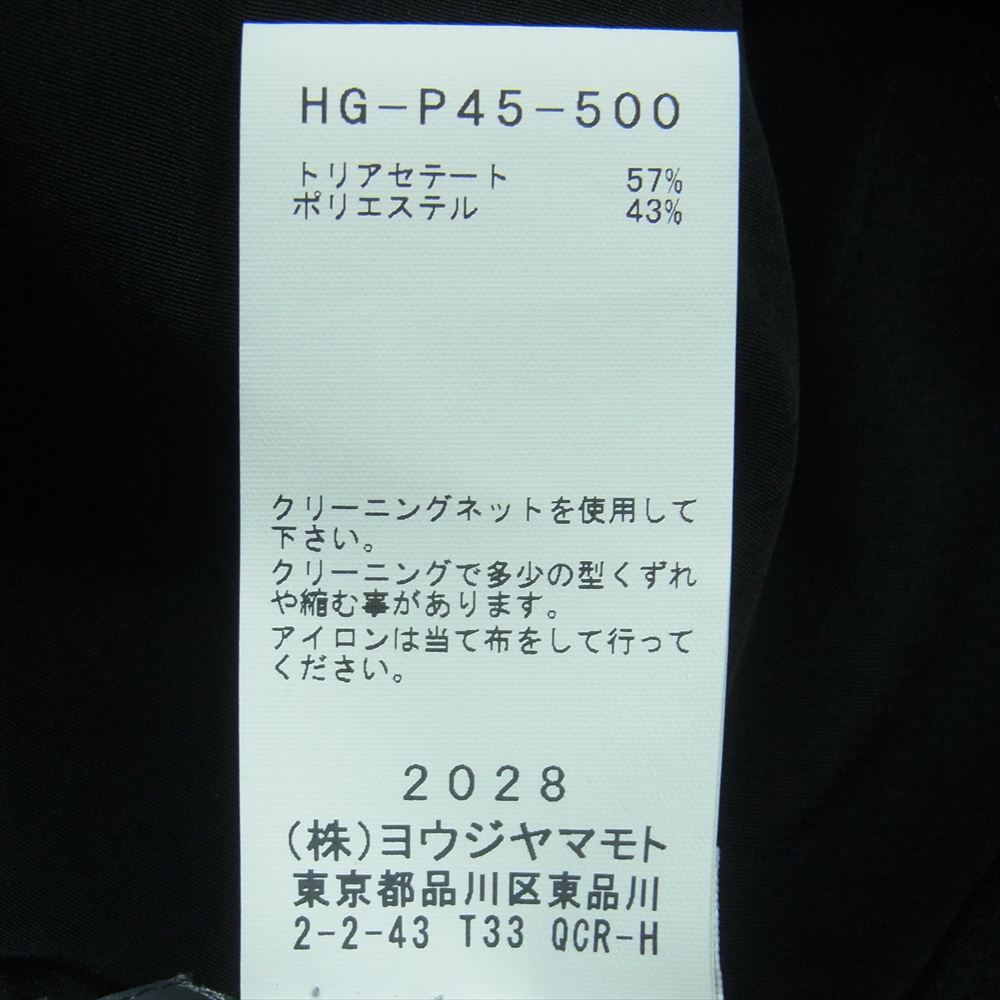 HG-P45-500
トリアセテート 57%
ポリエステル 43%
クリーニングネットを使用して
下さい。
クリーニングで多少の型くずれ
や縮む事があります。
アイロンは当て布をして行って
ください。
2028
(株)ヨウジヤマモト
東京都品川区東品川
2-2-43 T33 QCR-H